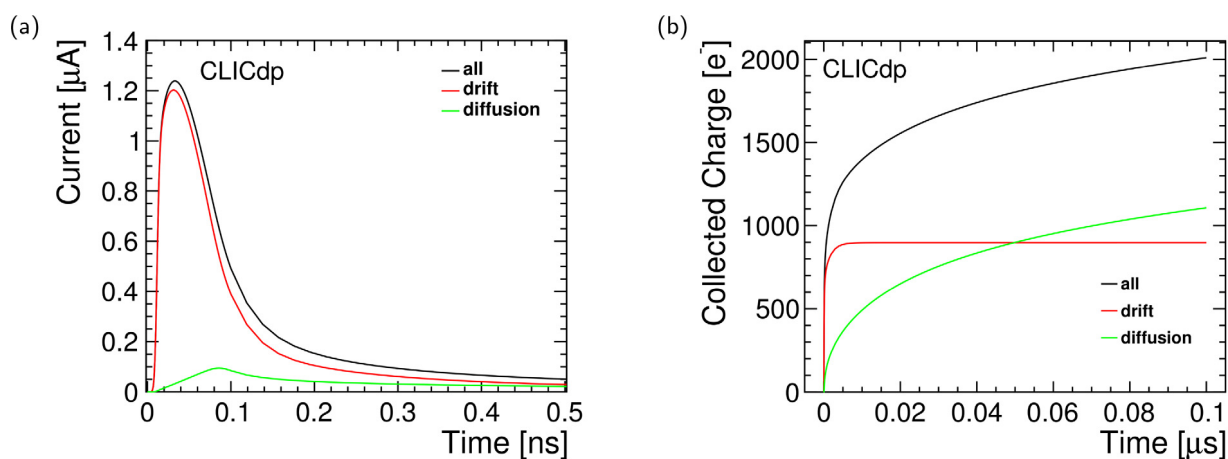 (a)
Current [μA]
1.4
1.2
1
0.8
0.6
0.4
0.2
0
CLICdp
all
drift
diffusion
0 0.1 0.2 0.3 0.4 0.5
Time [ns]
(b)
Collected Charge [e-]
2000
1500
1000
500
0
CLICdp
all
drift
diffusion
0 0.02 0.04 0.06 0.08 0.1
Time [μs]